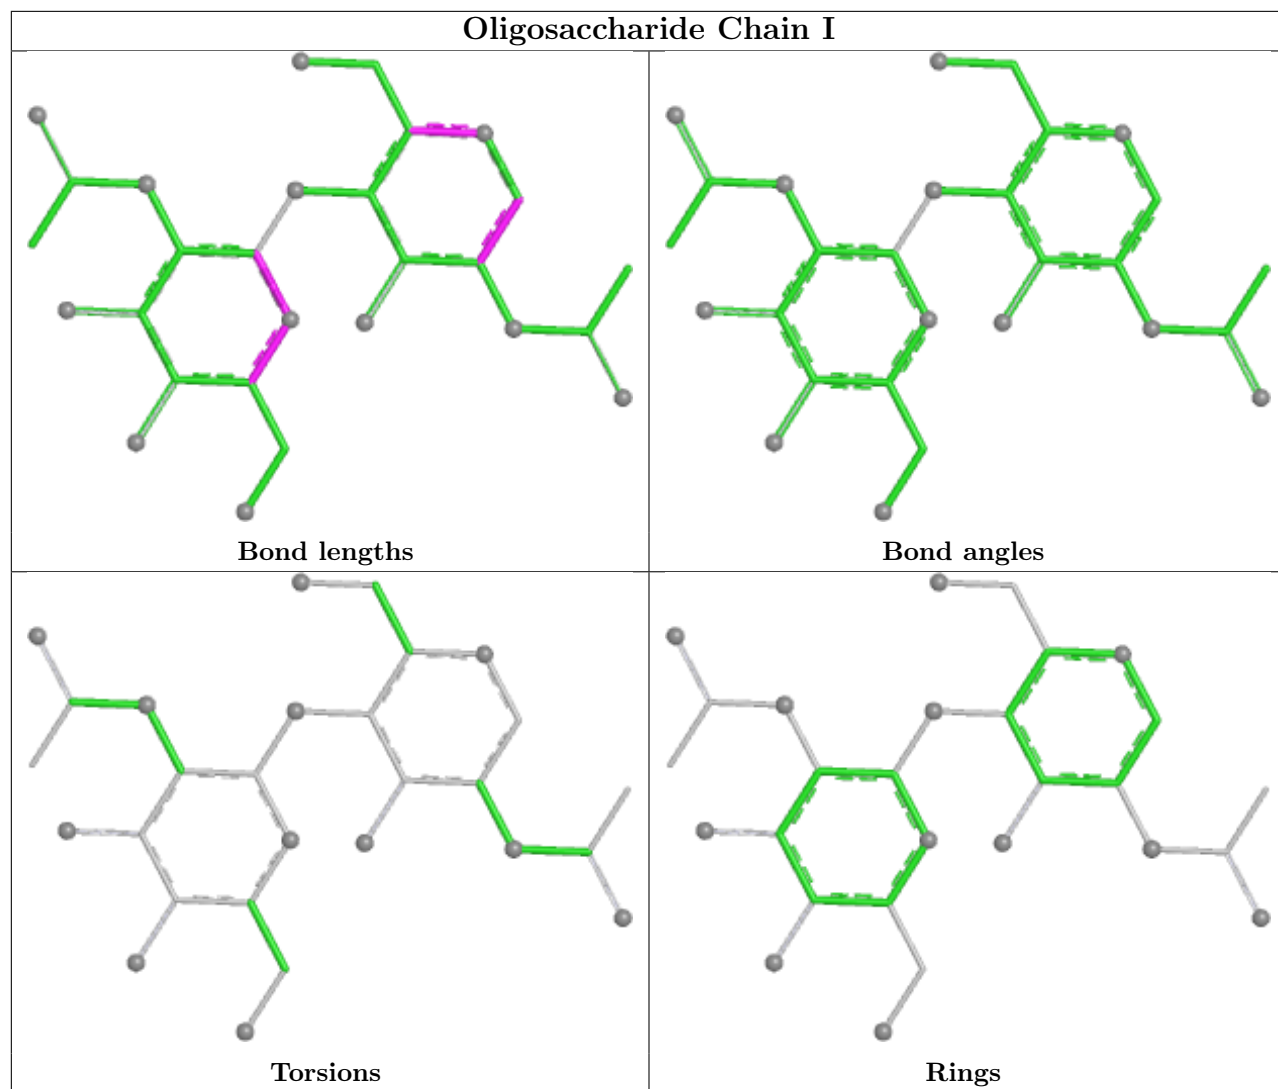 Oligosaccharide Chain I
Bond lengths
Bond angles
Torsions
Rings